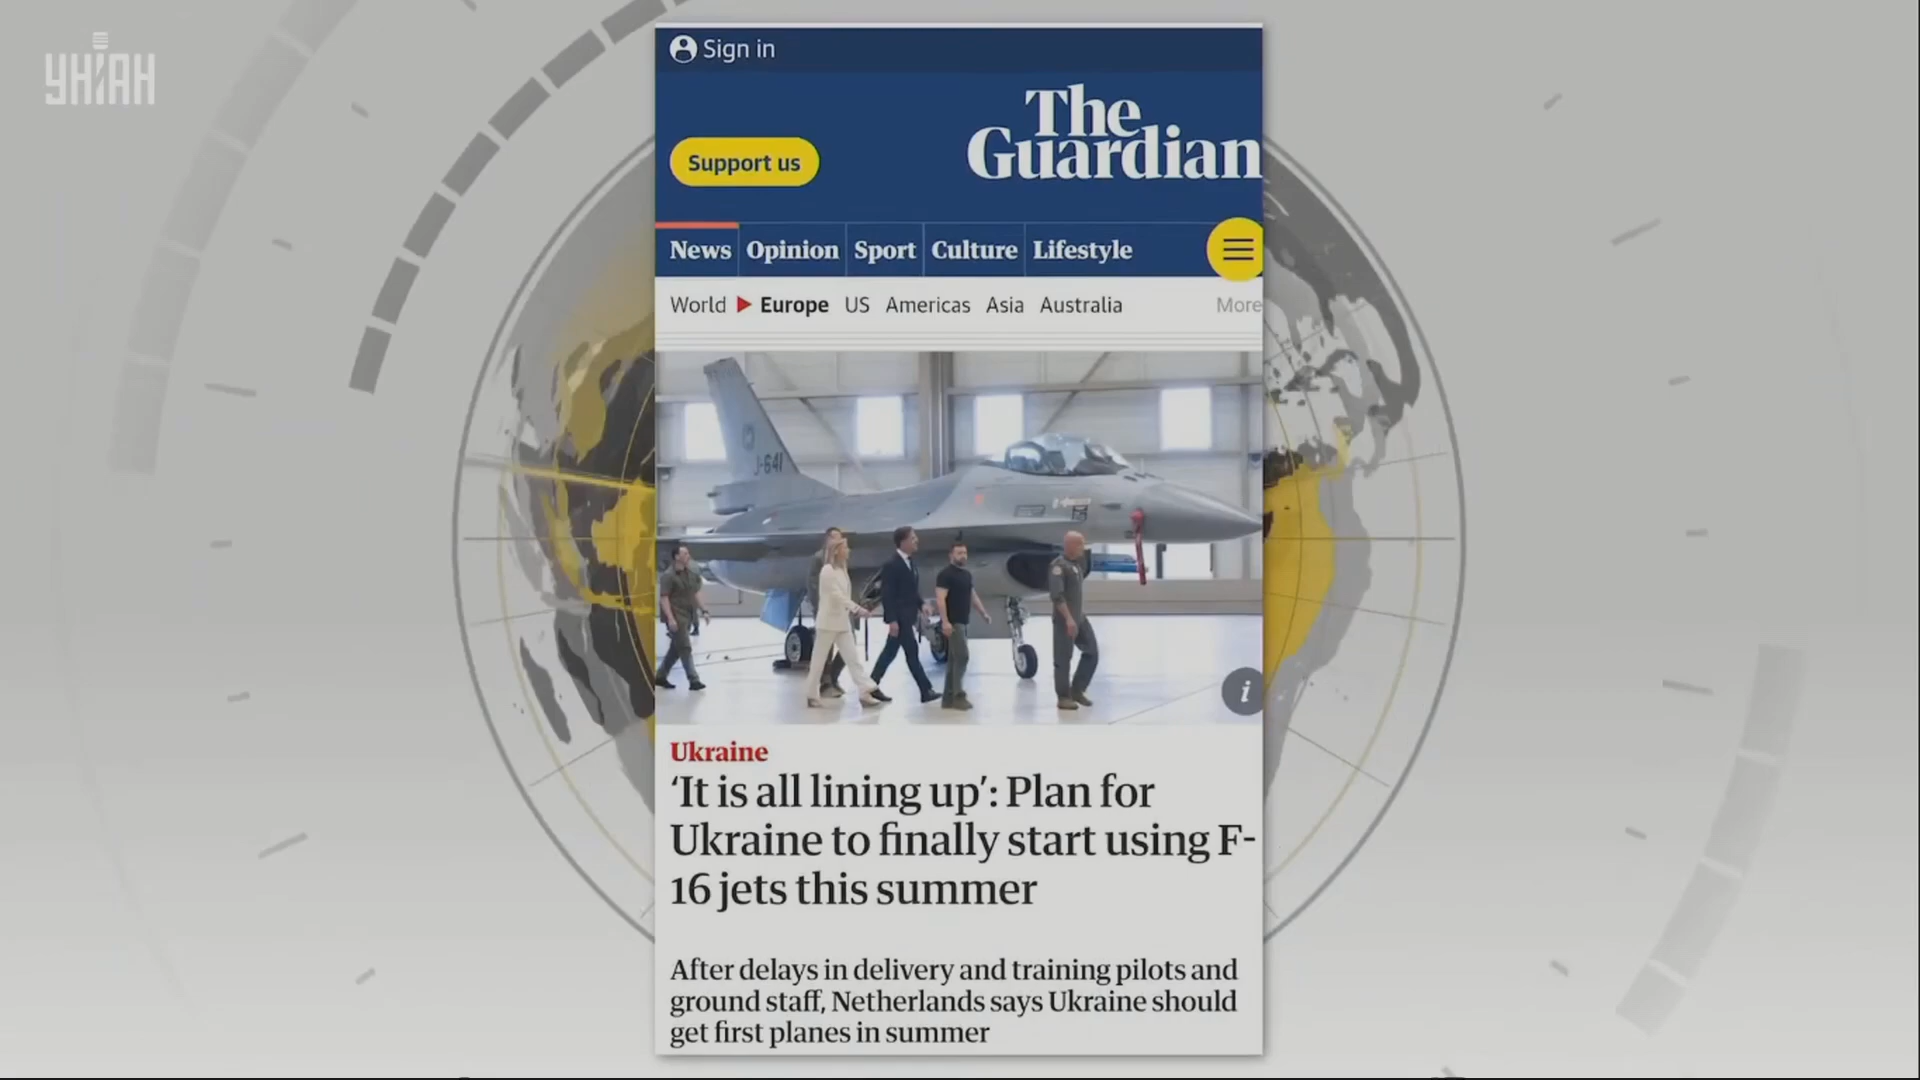 УНІАН
Sign in
The
Guardian
Support us
News Opinion Sport Culture Lifestyle
World Europe US Americas Asia Australia More
J-641
i
Ukraine
‘It is all lining up’: Plan for
Ukraine to finally start using F-
16 jets this summer
After delays in delivery and training pilots and
ground staff, Netherlands says Ukraine should
get first planes in summer